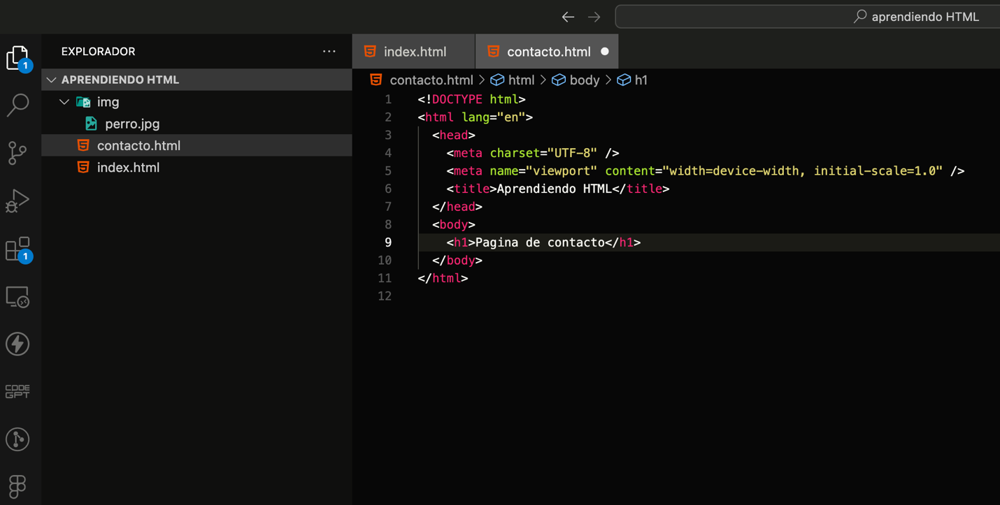 aprendiendo HTML
EXPLORADOR
APRENDIENDO HTML
img
perro.jpg
contacto.html
index.html
1
1
CODE
GPT
index.html
contacto.html
contacto.html > html > body > h1
1 <!DOCTYPE html>
2 <html lang="en">
3 <head>
4 <meta charset="UTF-8" />
5 <meta name="viewport" content="width=device-width, initial-scale=1.0" />
6 <title>Aprendiendo HTML</title>
7 </head>
8 <body>
9 <h1>Pagina de contacto</h1>
10 </body>
11 </html>
12